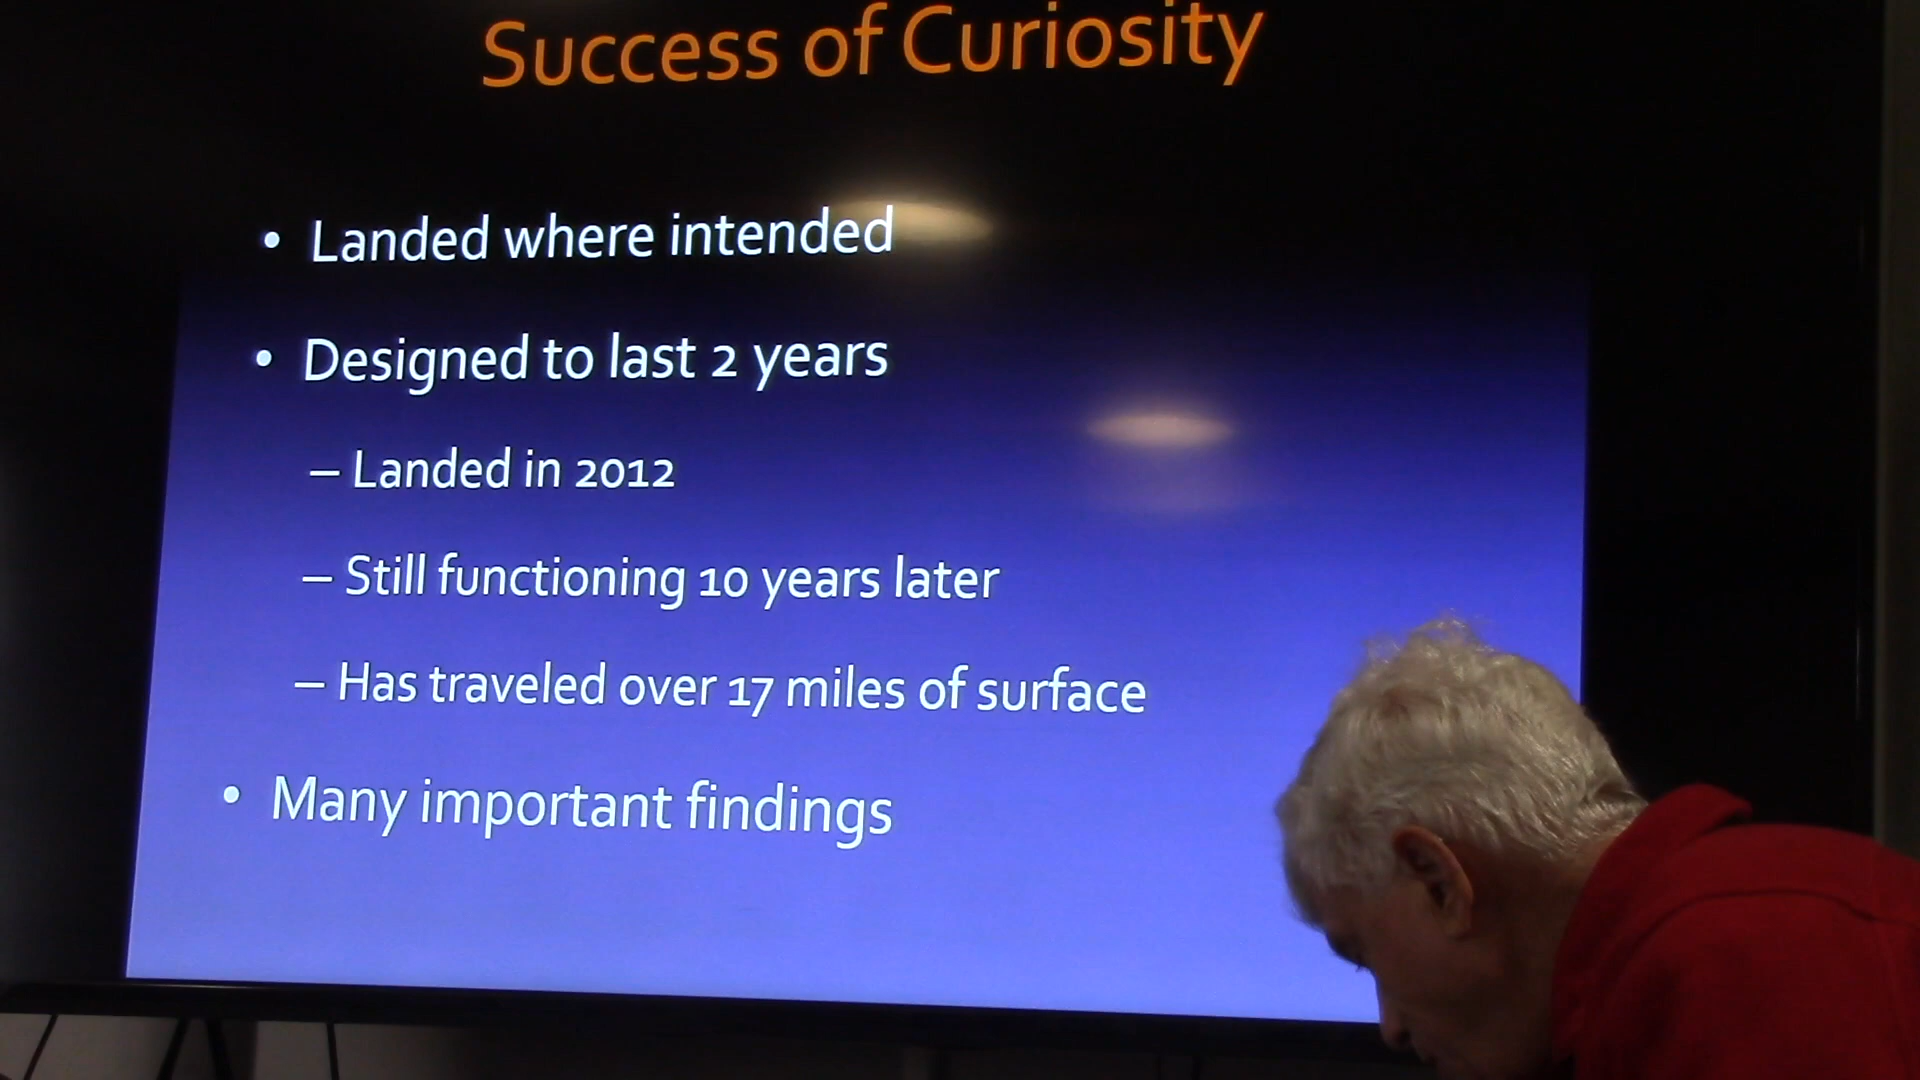 Success of Curiosity
• Landed where intended
• Designed to last 2 years
– Landed in 2012
– Still functioning 10 years later
– Has traveled over 17 miles of surface
• Many important findings